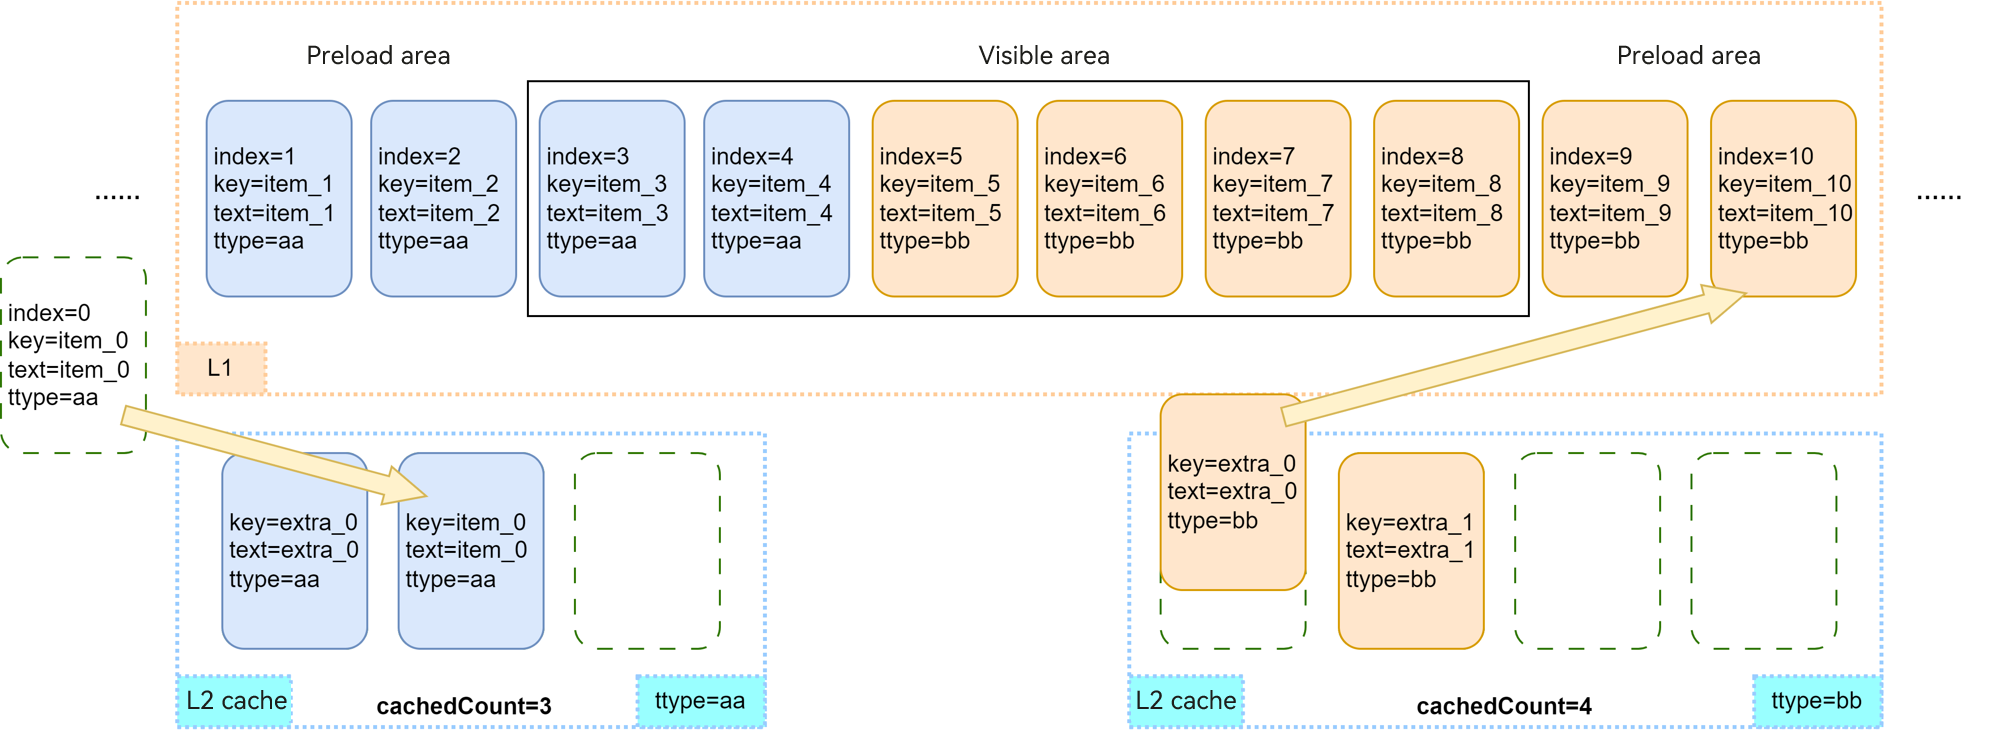 Preload area
Visible area
Preload area
index=1
key=item_1
text=item_1
ttype=aa
index=2
key=item_2
text=item_2
ttype=aa
index=3
key=item_3
text=item_3
ttype=aa
index=4
key=item_4
text=item_4
ttype=aa
index=5
key=item_5
text=item_5
ttype=bb
index=6
key=item_6
text=item_6
ttype=bb
index=7
key=item_7
text=item_7
ttype=bb
index=8
key=item_8
text=item_8
ttype=bb
index=9
key=item_9
text=item_9
ttype=bb
index=10
key=item_10
text=item_10
ttype=bb
......
......
index=0
key=item_0
text=item_0
ttype=aa
L1
key=extra_0
text=extra_0
ttype=aa
key=item_0
text=item_0
ttype=aa
L2 cache
cachedCount=3
ttype=aa
key=extra_0
text=extra_0
ttype=bb
key=extra_1
text=extra_1
ttype=bb
L2 cache
cachedCount=4
ttype=bb